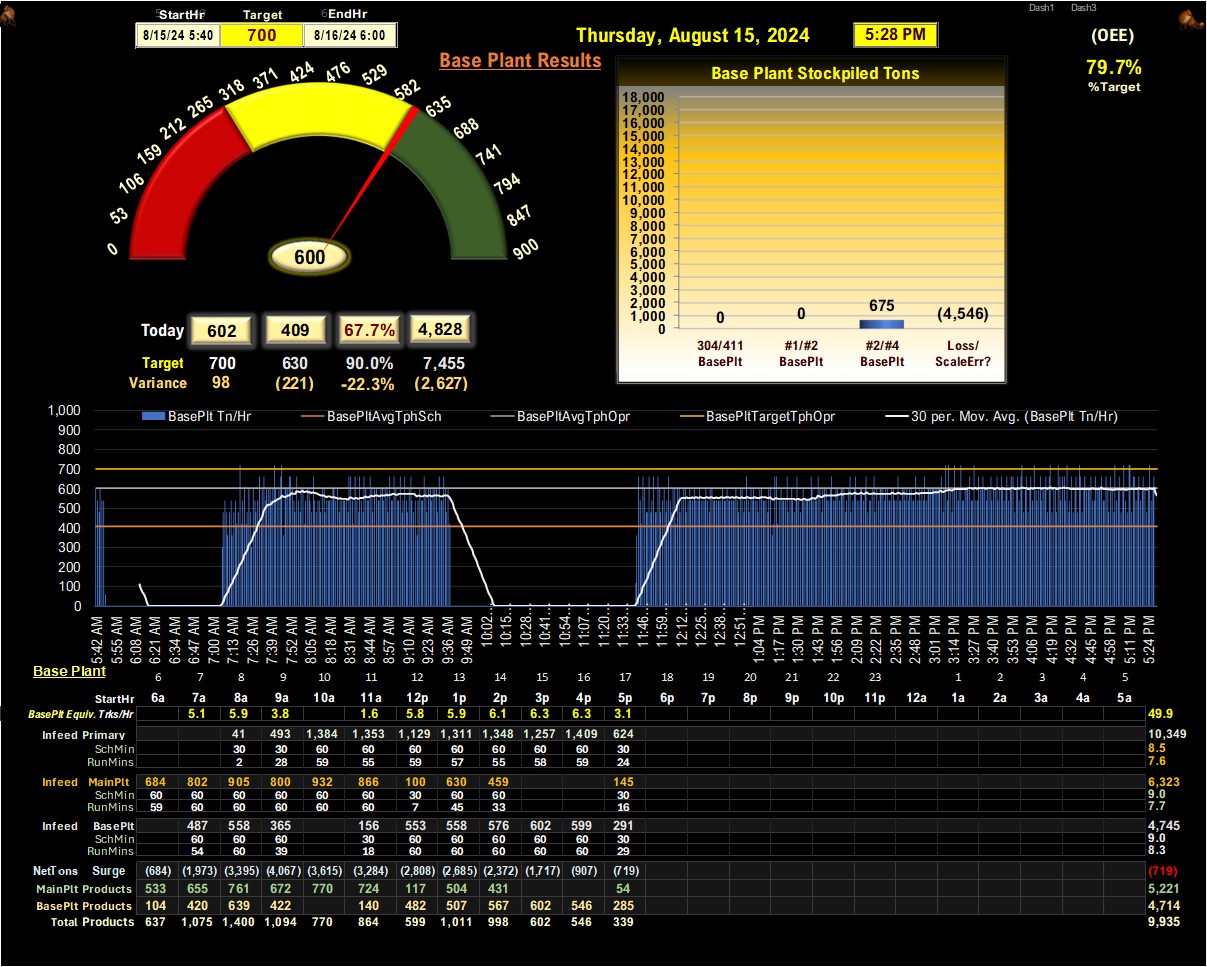 Dash1 Dash3
StartHr Target EndHr
8/15/24 5:40 700 8/16/24 6:00
Thursday, August 15, 2024 5:28 PM (OEE)
79.7%
%Target
Base Plant Results
0 53 106 159 212 265 318 371 424 476 529 582 635 688 741 794 847 900
600
Today 602 409 67.7% 4,828
Target 700 630 90.0% 7,455
Variance 98 (221) -22.3% (2,627)
Base Plant Stockpiled Tons
18,000
17,000
16,000
15,000
14,000
13,000
12,000
11,000
10,000
9,000
8,000
7,000
6,000
5,000
4,000
3,000
2,000
1,000
0
0 0 675 (4,546)
304/411 #1/#2 #2/#4 Loss/
BasePlt BasePlt BasePlt ScaleErr?
BasePlt Tn/Hr BasePltAvgTphSch BasePltAvgTphOpr BasePltTargetTphOpr 30 per. Mov. Avg. (BasePlt Tn/Hr)
1,000
900
800
700
600
500
400
300
200
100
0
5:42 AM 5:55 AM 6:08 AM 6:21 AM 6:34 AM 6:47 AM 7:00 AM 7:13 AM 7:26 AM 7:39 AM 7:52 AM 8:05 AM 8:18 AM 8:31 AM 8:44 AM 8:57 AM 9:10 AM 9:23 AM 9:36 AM 9:49 AM 10:02… 10:15… 10:28… 10:41… 10:54… 11:07… 11:20… 11:33… 11:46… 11:59… 12:12… 12:25… 12:38… 12:51… 1:04 PM 1:17 PM 1:30 PM 1:43 PM 1:56 PM 2:09 PM 2:22 PM 2:35 PM 2:48 PM 3:01 PM 3:14 PM 3:27 PM 3:40 PM 3:53 PM 4:06 PM 4:19 PM 4:32 PM 4:45 PM 4:58 PM 5:11 PM 5:24 PM
Base Plant
6 7 8 9 10 11 12 13 14 15 16 17 18 19 20 21 22 23 1 2 3 4 5
StartHr 6a 7a 8a 9a 10a 11a 12p 1p 2p 3p 4p 5p 6p 7p 8p 9p 10p 11p 12a 1a 2a 3a 4a 5a
BasePlt Equiv. Trks/Hr 5.1 5.9 3.8 1.6 5.8 5.9 6.1 6.3 6.3 3.1 49.9
Infeed Primary 41 493 1,384 1,353 1,129 1,311 1,348 1,257 1,409 624 10,349
SchMin 30 30 60 60 60 60 60 60 60 30 8.5
RunMins 2 28 59 55 59 57 55 58 59 24 7.6
Infeed MainPlt 684 802 905 800 932 866 100 630 459 145 6,323
SchMin 60 60 60 60 60 60 30 60 60 30 9.0
RunMins 59 60 60 60 60 60 7 45 33 16 7.7
Infeed BasePlt 487 558 365 156 553 558 576 602 599 291 4,745
SchMin 60 60 60 30 60 60 60 60 60 30 9.0
RunMins 54 60 39 18 60 60 60 60 60 29 8.3
NetTons Surge (684) (1,973) (3,395) (4,067) (3,615) (3,284) (2,808) (2,685) (2,372) (1,717) (907) (719) (719)
MainPlt Products 533 655 761 672 770 724 117 504 431 54 5,221
BasePlt Products 104 420 639 422 140 482 507 567 602 546 285 4,714
Total Products 637 1,075 1,400 1,094 770 864 599 1,011 998 602 546 339 9,935